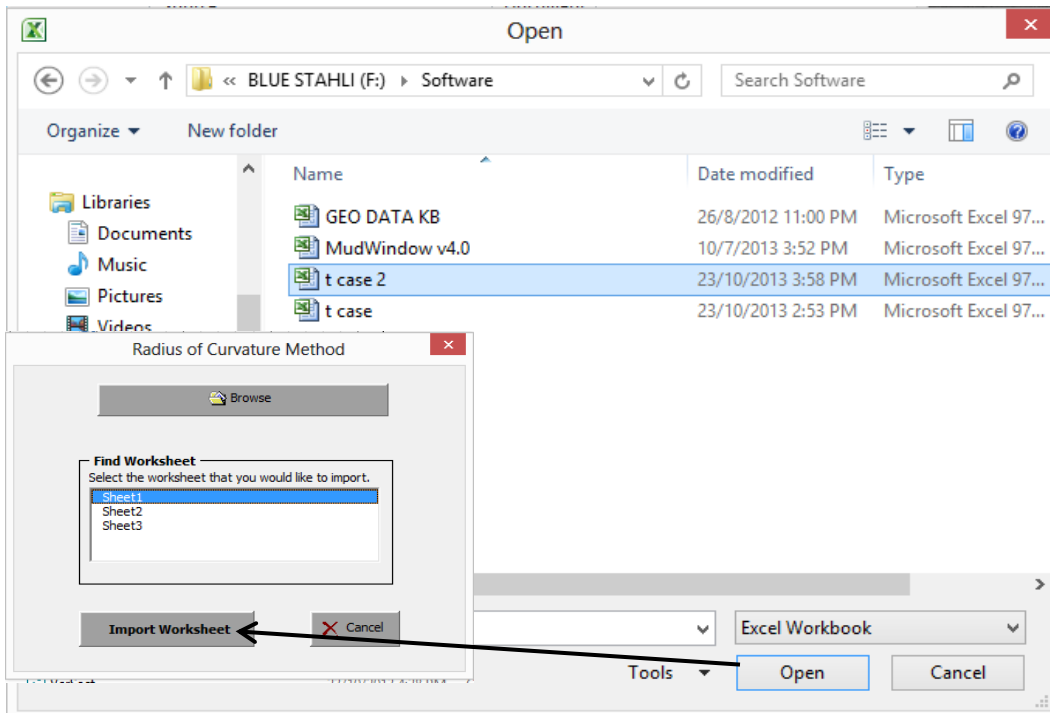 Open
« BLUE STAHLI (F:) Software
Search Software
Organize
New folder
Name
Date modified
Type
Libraries
Documents
Music
Pictures
Videos
GEO DATA KB
26/8/2012 11:00 PM
Microsoft Excel 97...
MudWindow v4.0
10/7/2013 3:52 PM
Microsoft Excel 97...
t case 2
23/10/2013 3:58 PM
Microsoft Excel 97...
t case
23/10/2013 2:53 PM
Microsoft Excel 97...
Radius of Curvature Method
Browse
Find Worksheet
Select the worksheet that you would like to import.
Sheet1
Sheet2
Sheet3
Import Worksheet
Cancel
Excel Workbook
Tools
Open
Cancel